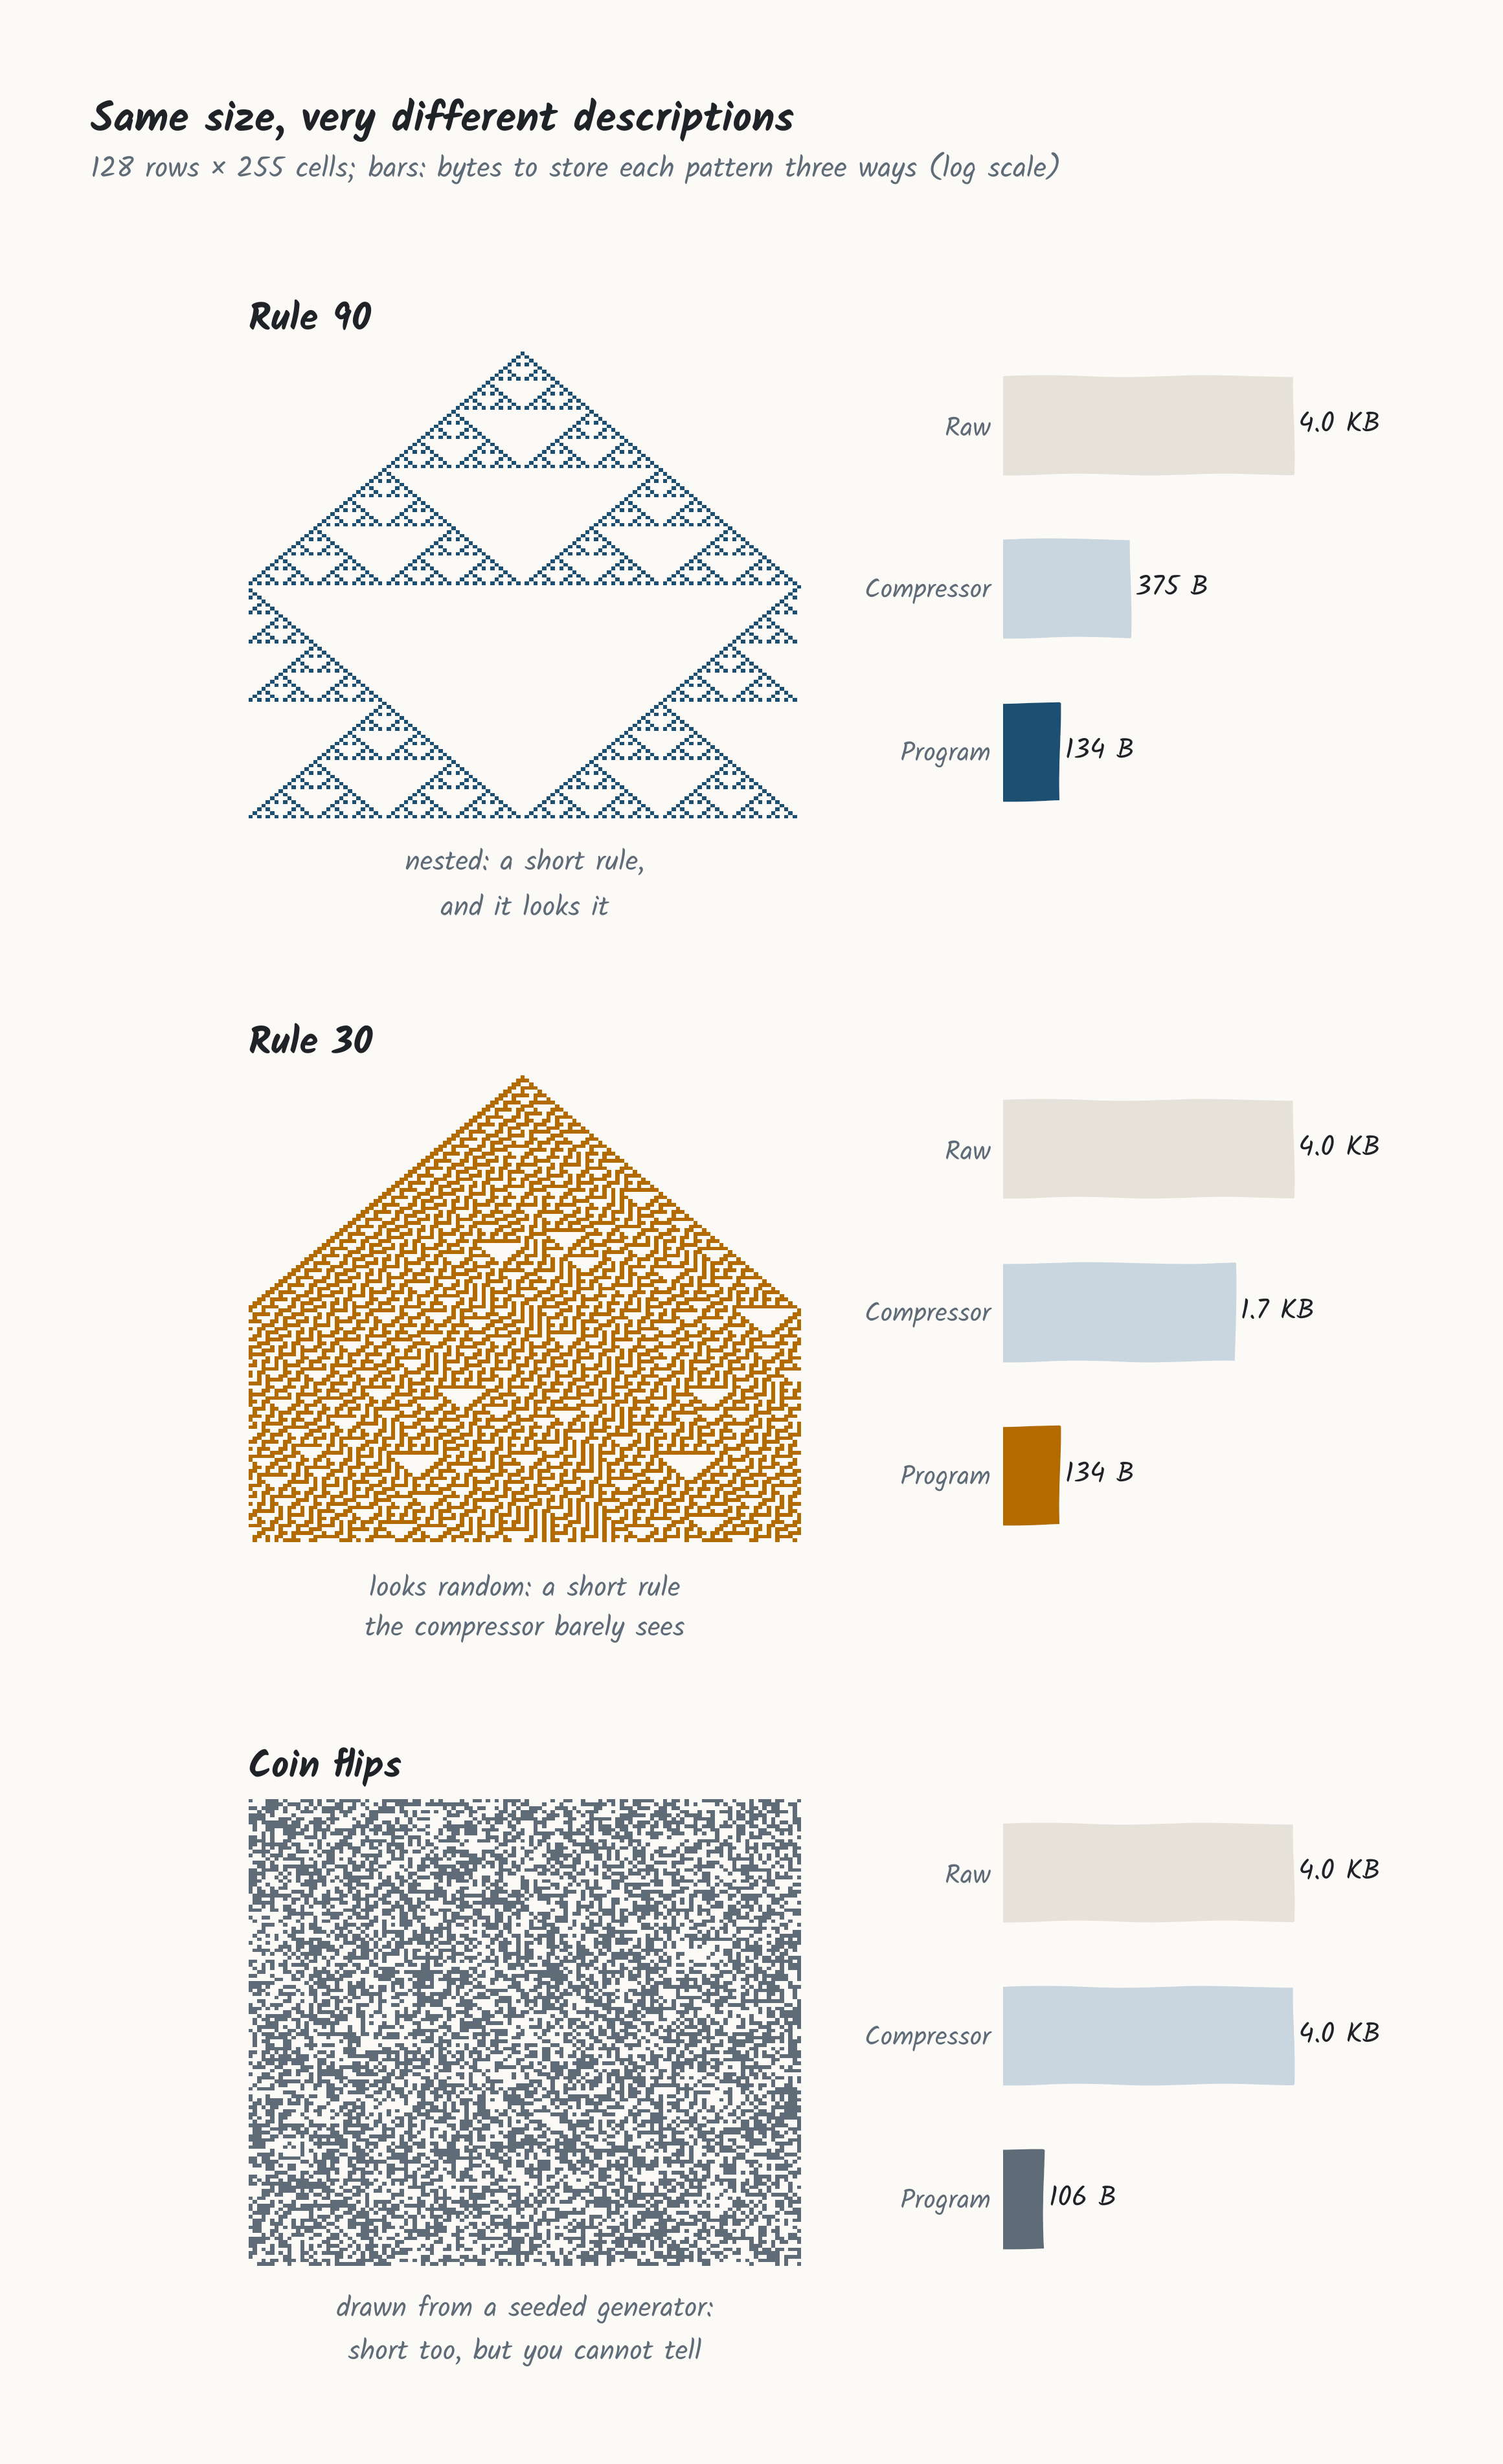 Same size, very different descriptions
128 rows × 255 cells; bars: bytes to store each pattern three ways (log scale)
Rule 90
Raw
4.0 KB
Compressor
375 B
Program
134 B
nested: a short rule,
and it looks it
Rule 30
Raw
4.0 KB
Compressor
1.7 KB
Program
134 B
looks random: a short rule
the compressor barely sees
Coin flips
Raw
4.0 KB
Compressor
4.0 KB
Program
106 B
drawn from a seeded generator:
short too, but you cannot tell